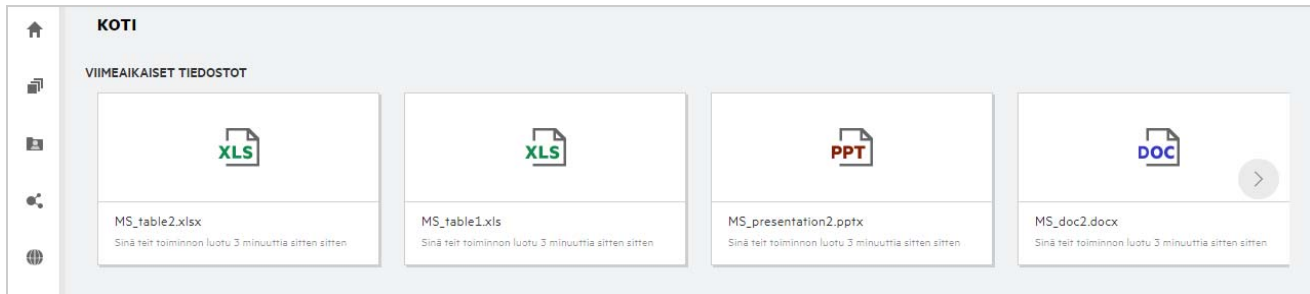 KOTI
VIIMEAIKAISET TIEDOSTOT
XLS
MS_table2.xlsx
Sinä teit toiminnon luotu 3 minuuttia sitten sitten
XLS
MS_table1.xls
Sinä teit toiminnon luotu 3 minuuttia sitten sitten
PPT
MS_presentation2.pptx
Sinä teit toiminnon luotu 3 minuuttia sitten sitten
DOC
MS_doc2.docx
Sinä teit toiminnon luotu 3 minuuttia sitten sitten